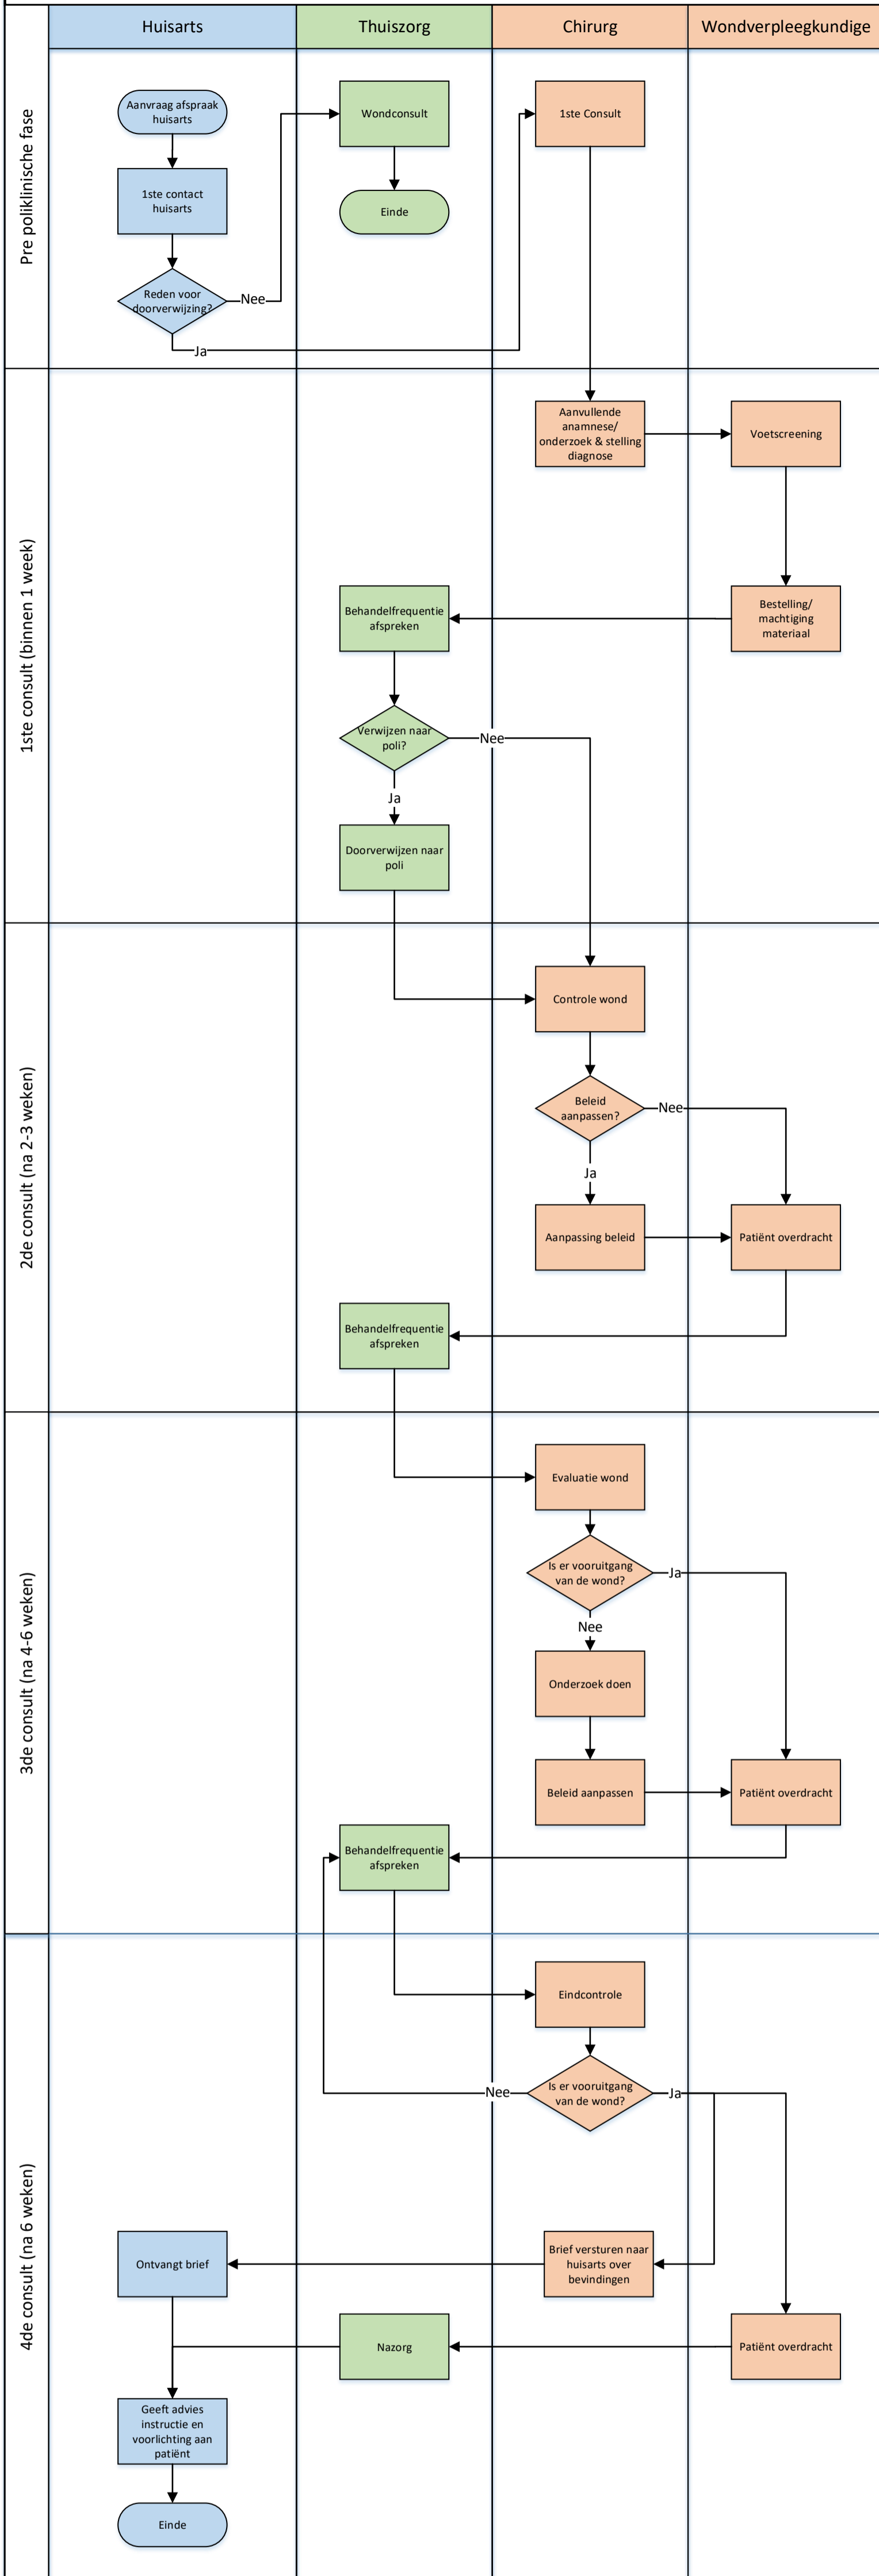 Huisarts
Thuiszorg
Chirurg
Wondverpleegkundige
Pre poliklinische fase
Aanvraag afspraak
huisarts
Wondconsult
1ste Consult
1ste contact
huisarts
Einde
Reden voor
doorverwijzing?
Nee
Ja
1ste consult (binnen 1 week)
Aanvullende
anamnese/
onderzoek & stelling
diagnose
Voetscreening
Behandelfrequentie
afspreken
Bestelling/
machtiging
materiaal
Verwijzen naar
poli?
Nee
Ja
Doorverwijzen naar
poli
2de consult (na 2-3 weken)
Controle wond
Beleid
aanpassen?
Nee
Ja
Aanpassing beleid
Patiënt overdracht
Behandelfrequentie
afspreken
3de consult (na 4-6 weken)
Evaluatie wond
Is er vooruitgang
van de wond?
Ja
Nee
Onderzoek doen
Beleid aanpassen
Patiënt overdracht
Behandelfrequentie
afspreken
4de consult (na 6 weken)
Eindcontrole
Is er vooruitgang
van de wond?
Nee
Ja
Ontvangt brief
Brief versturen naar
huisarts over
bevindingen
Nazorg
Patiënt overdracht
Geeft advies
instructie en
voorlichting aan
patiënt
Einde